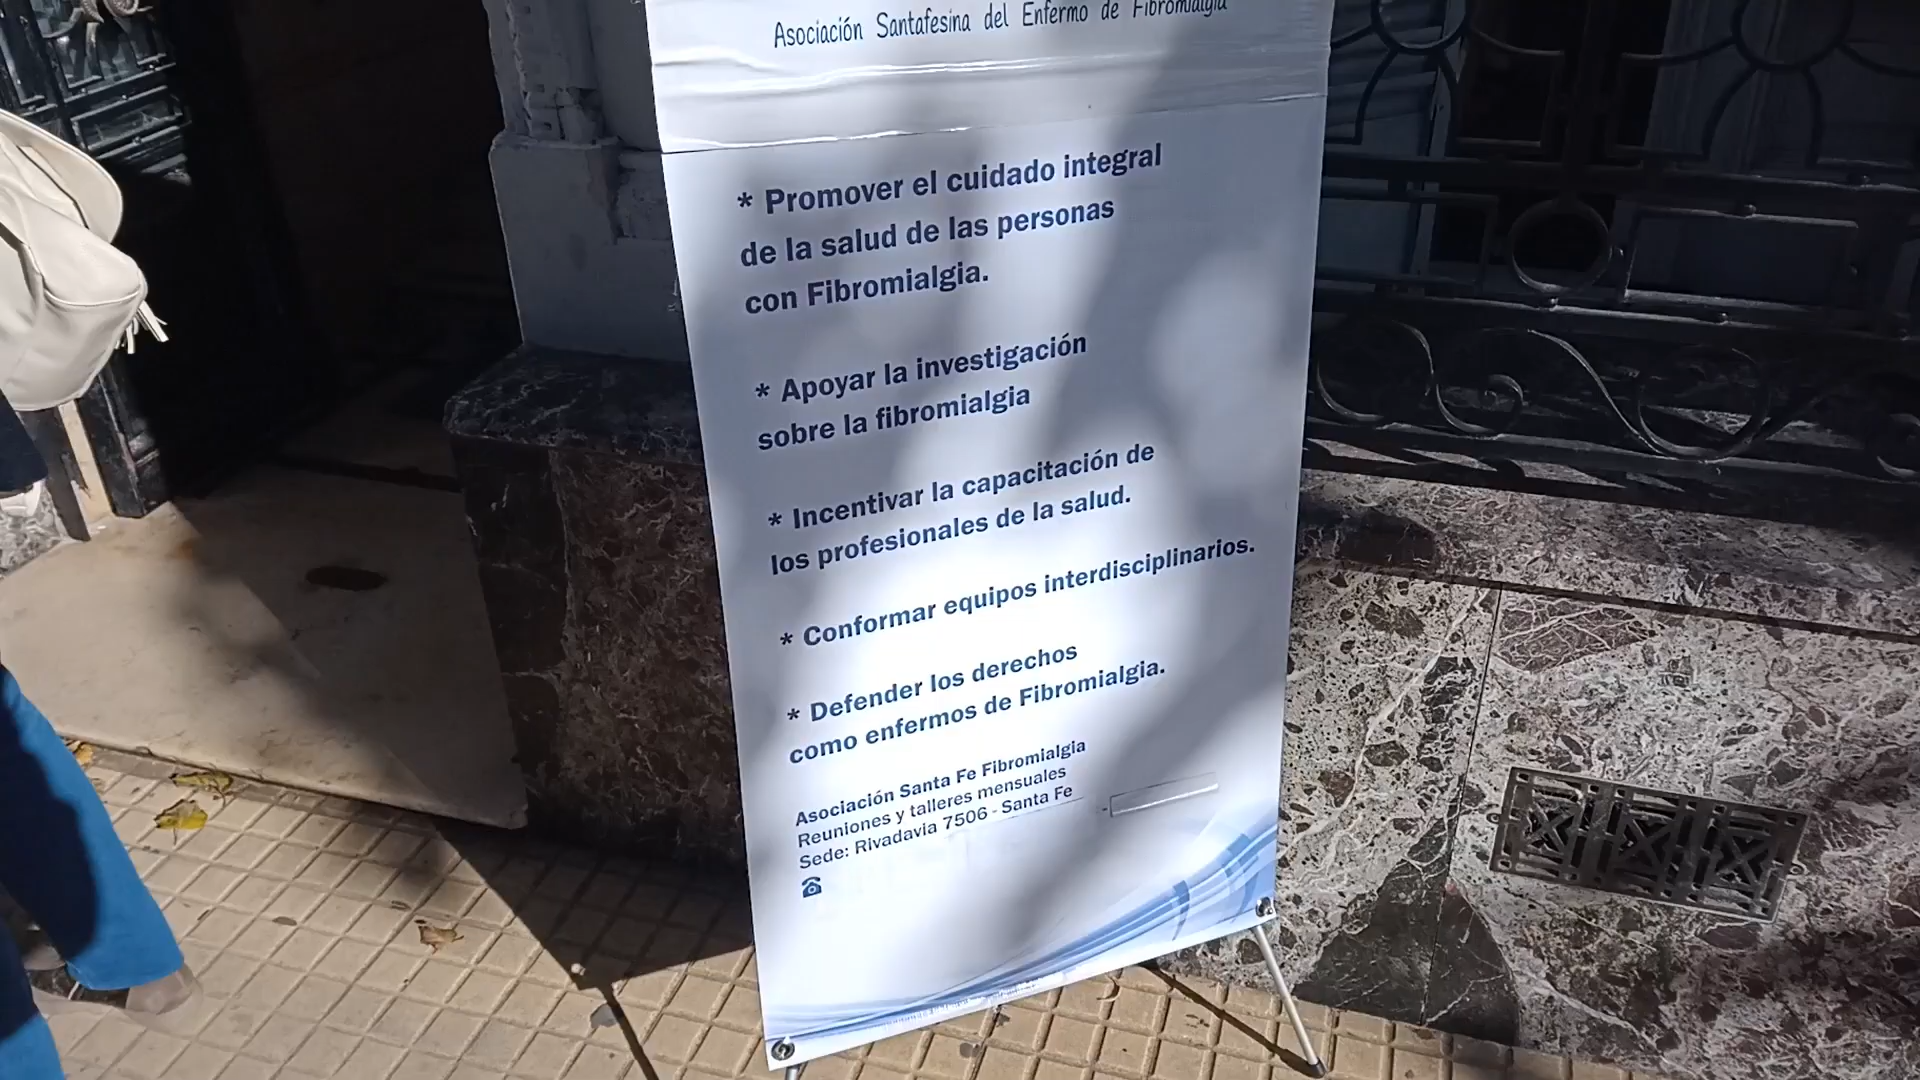 Asociación Santafesina del Enfermo de Fibromialgia
* Promover el cuidado integral
de la salud de las personas
con Fibromialgia.
* Apoyar la investigación
sobre la fibromialgia
* Incentivar la capacitación de
los profesionales de la salud.
* Conformar equipos interdisciplinarios.
* Defender los derechos
como enfermos de Fibromialgia.
Asociación Santa Fe Fibromialgia
Reuniones y talleres mensuales
Sede: Rivadavia 7506 - Santa Fe